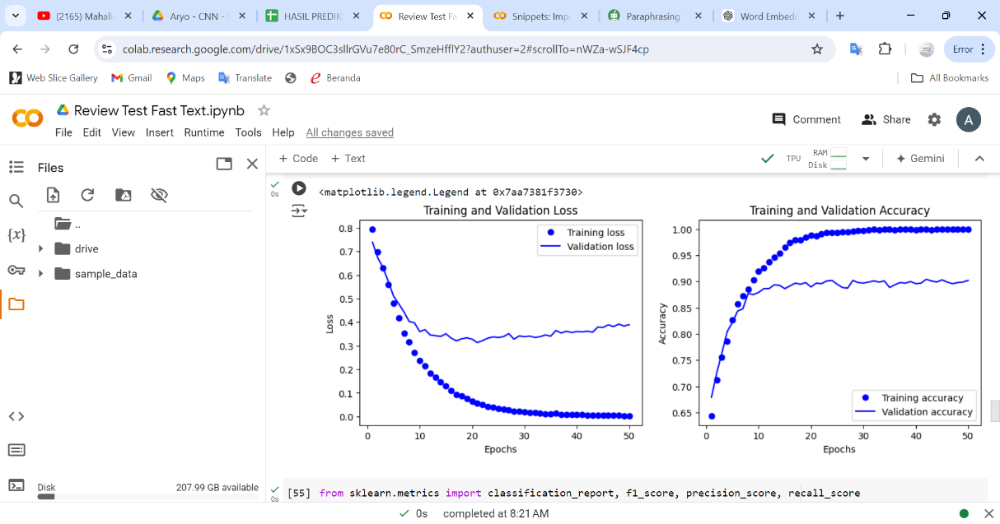 (2165) Mahalin
Aryo - CNN -
HASIL PREDIK
Review Test Fa
Snippets: Imp
Paraphrasing
Word Embedd
colab.research.google.com/drive/1xSx9BOC3sllrGVu7e80rC_SmzeHfflY2?authuser=2#scrollTo=nWZa-wSJF4cp
Error
Web Slice Gallery
Gmail
Maps
Translate
Beranda
All Bookmarks
Review Test Fast Text.ipynb
File Edit View Insert Runtime Tools Help All changes saved
Comment
Share
A
Files
+ Code + Text
TPU
RAM
Disk
Gemini
..
drive
sample_data
{x}
0s
<matplotlib.legend.Legend at 0x7aa7381f3730>
Training and Validation Loss
Training loss
Validation loss
0.8
0.7
0.6
0.5
0.4
0.3
0.2
0.1
0.0
Loss
0 10 20 30 40 50
Epochs
Training and Validation Accuracy
1.00
0.95
0.90
0.85
0.80
0.75
0.70
0.65
Accuracy
Training accuracy
Validation accuracy
0 10 20 30 40 50
Epochs
Disk
207.99 GB available
0s
[55] from sklearn.metrics import classification_report, f1_score, precision_score, recall_score
0s completed at 8:21 AM